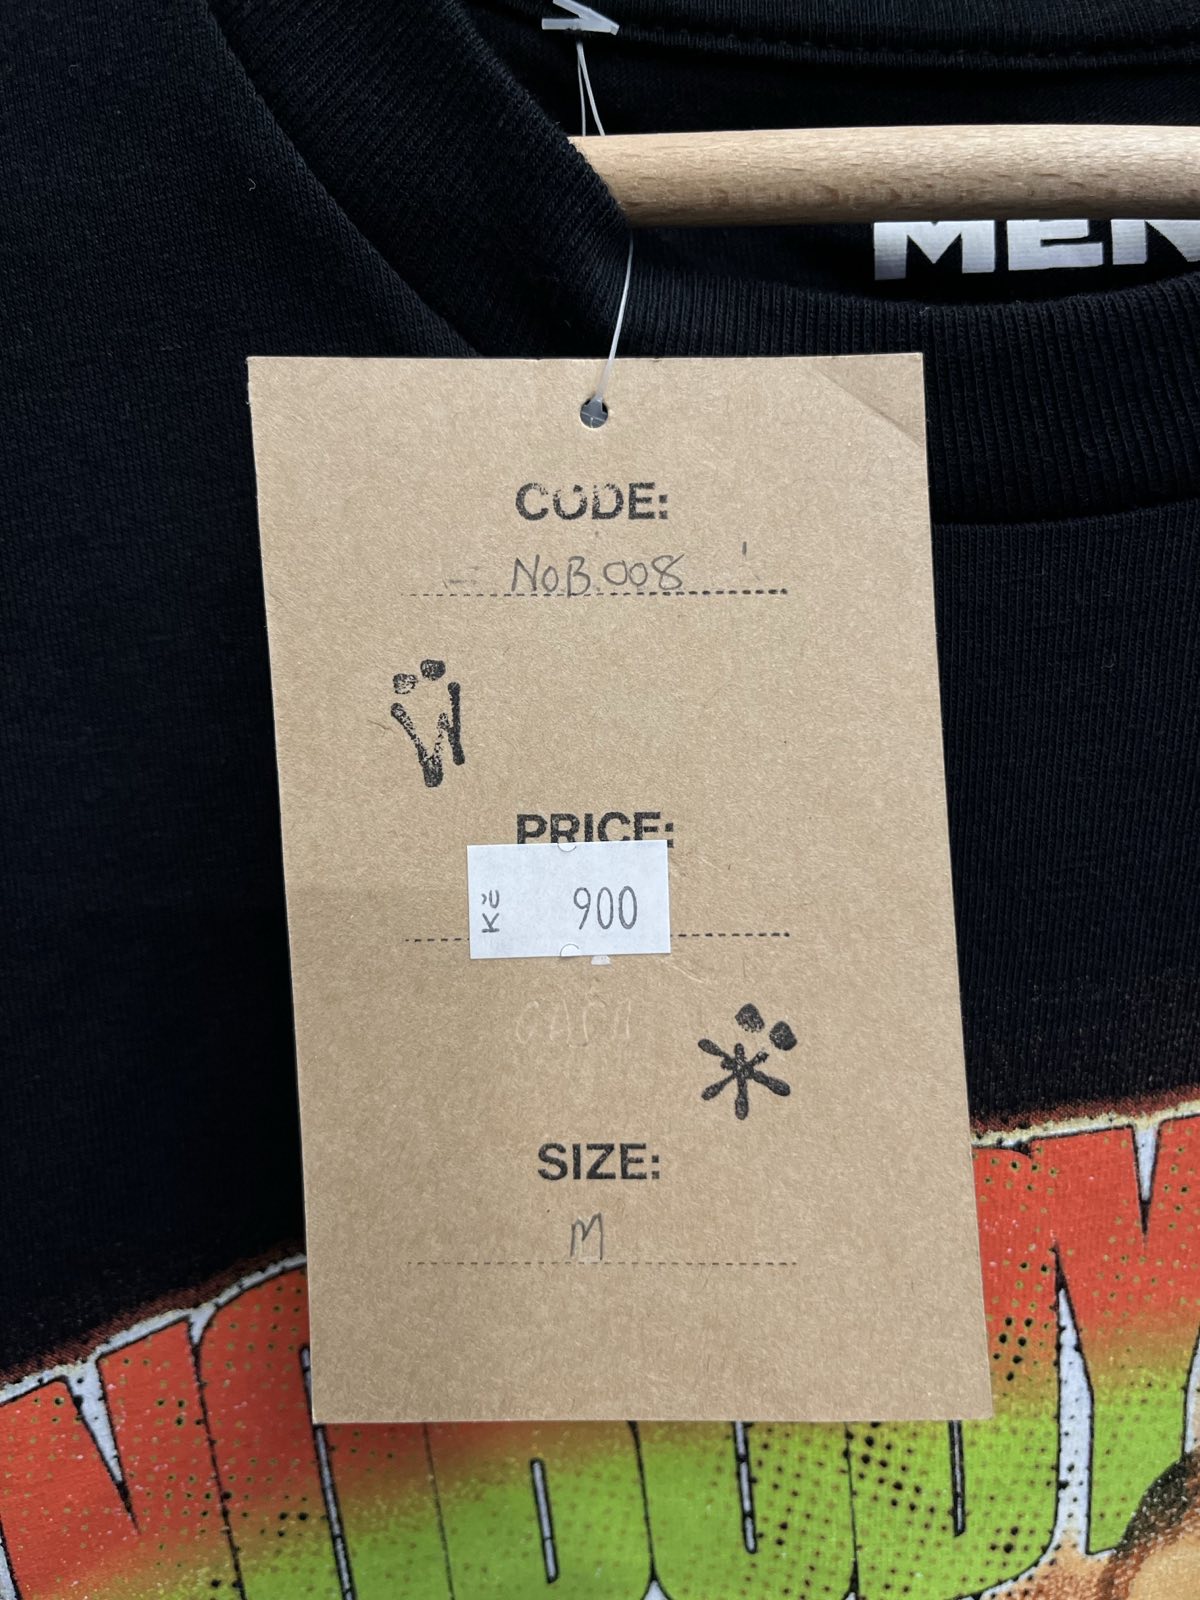 MEN
CODE:
NOB.008
PRICE:
Kč 900
SIZE:
M